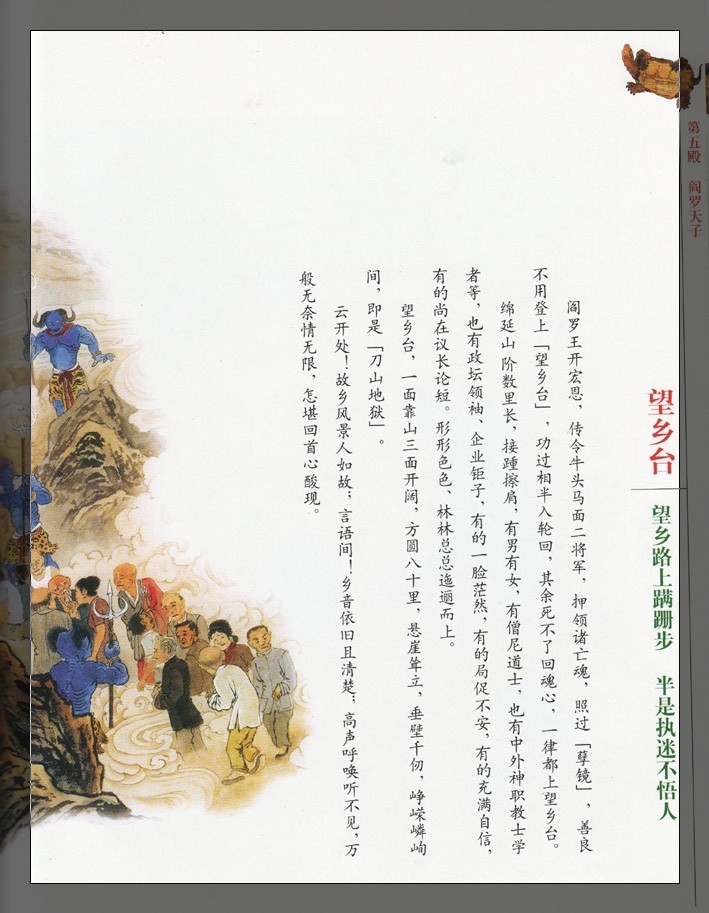 第五殿 阎罗天子
望乡台
望乡路上蹒跚步 半是执迷不悟人
阎罗王开宏恩，传令牛头马面二将军，押领诸亡魂，照过「孽镜」，善良
不用登上「望乡台」，功过相半入轮回，其余死不了回魂心，一律都上望乡台。
绵延山阶数里长，接踵擦肩，有男有女，有僧尼道士，也有中外神职教士学
者等，也有政坛领袖、企业钜子，有的一脸茫然，有的局促不安，有的充满自信，
有的尚在议长论短。形形色色、林林总总迤逦而上。
望乡台，一面靠山三面开阔，方圆八十里，悬崖耸立，垂壁千仞，峥嵘嶙峋
间，即是「刀山地狱」。
云开处！故乡风景人如故；言语间！乡音依旧且清楚；高声呼唤听不见，万
般无奈情无限，怎堪回首心酸现。